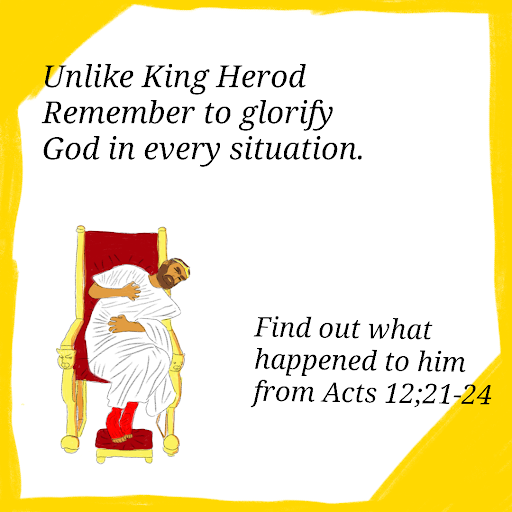 Unlike King Herod
Remember to glorify
God in every situation.
Find out what
happened to him
from Acts 12;21-24